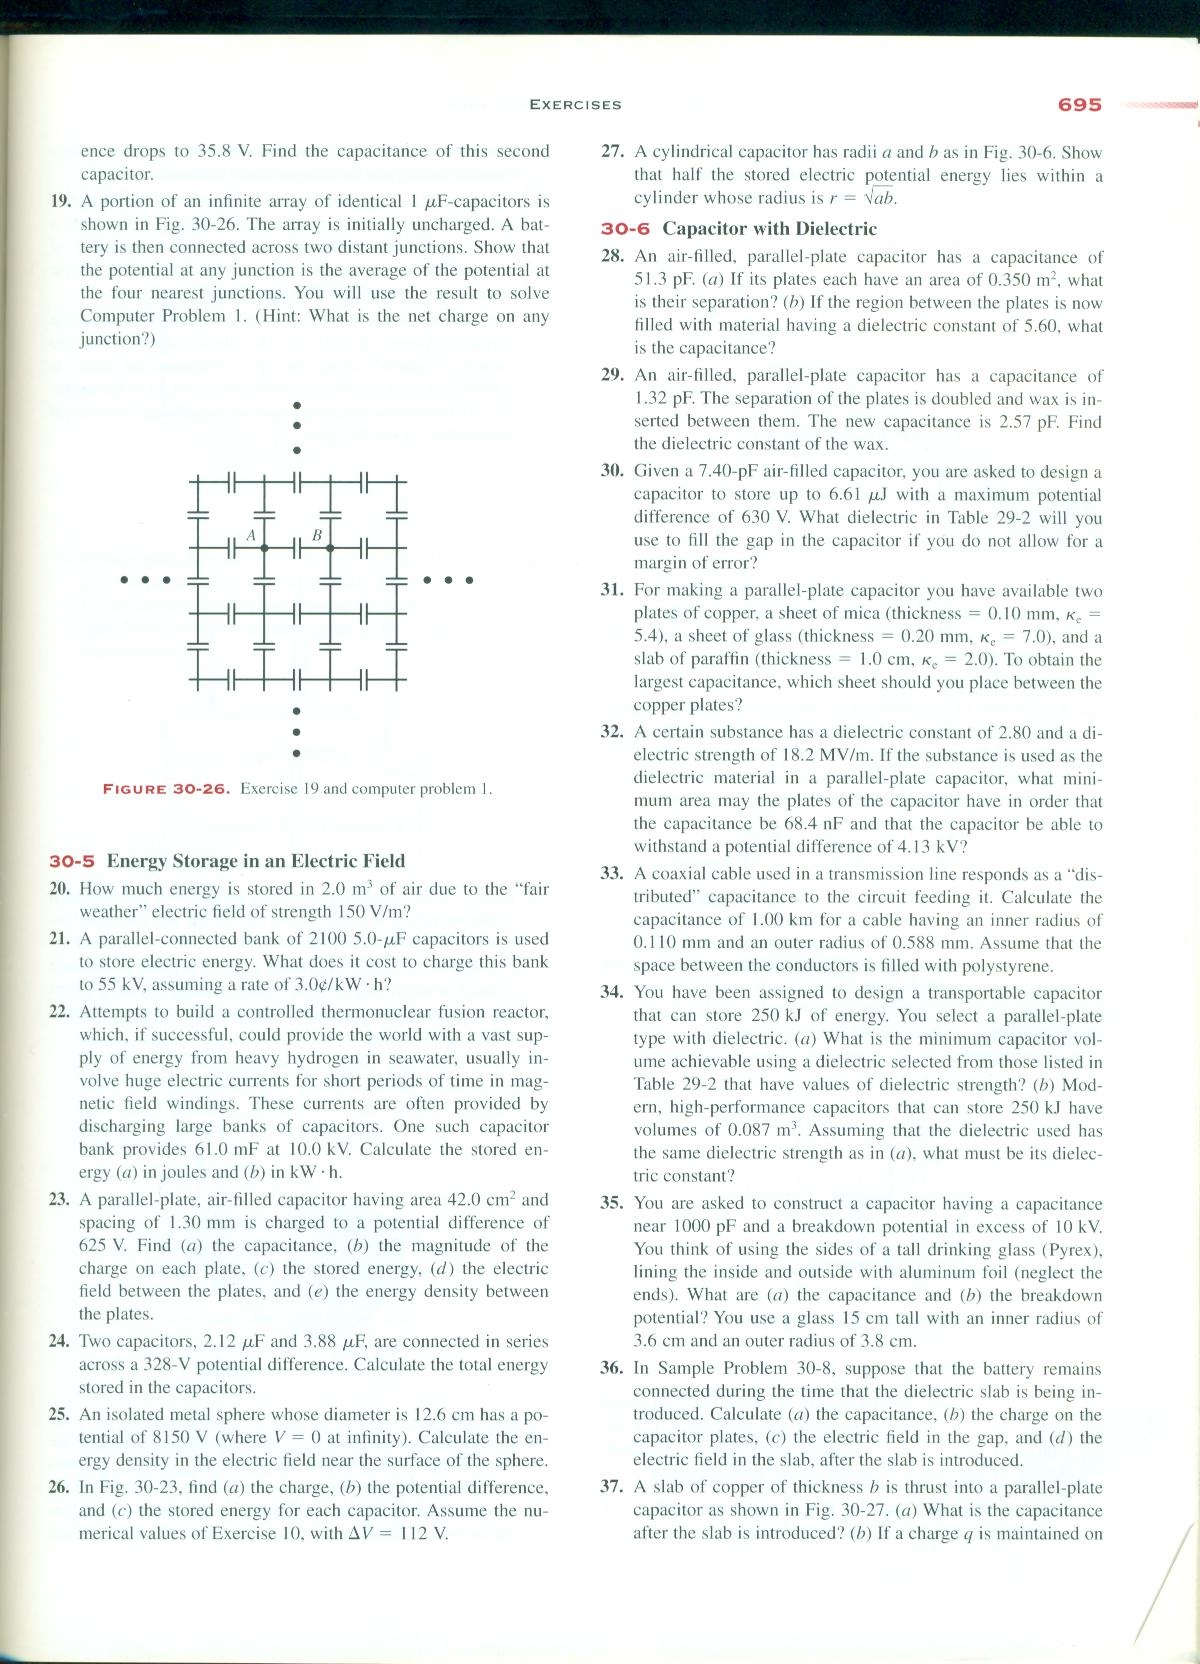 EXERCISES 695
ence drops to 35.8 V. Find the capacitance of this second
capacitor.
19. A portion of an infinite array of identical 1 μF-capacitors is
shown in Fig. 30-26. The array is initially uncharged. A bat-
tery is then connected across two distant junctions. Show that
the potential at any junction is the average of the potential at
the four nearest junctions. You will use the result to solve
Computer Problem 1. (Hint: What is the net charge on any
junction?)
A B
FIGURE 30-26. Exercise 19 and computer problem 1.
30-5 Energy Storage in an Electric Field
20. How much energy is stored in 2.0 m³ of air due to the “fair
weather” electric field of strength 150 V/m?
21. A parallel-connected bank of 2100 5.0-μF capacitors is used
to store electric energy. What does it cost to charge this bank
to 55 kV, assuming a rate of 3.0¢/kW · h?
22. Attempts to build a controlled thermonuclear fusion reactor,
which, if successful, could provide the world with a vast sup-
ply of energy from heavy hydrogen in seawater, usually in-
volve huge electric currents for short periods of time in mag-
netic field windings. These currents are often provided by
discharging large banks of capacitors. One such capacitor
bank provides 61.0 mF at 10.0 kV. Calculate the stored en-
ergy (a) in joules and (b) in kW · h.
23. A parallel-plate, air-filled capacitor having area 42.0 cm² and
spacing of 1.30 mm is charged to a potential difference of
625 V. Find (a) the capacitance, (b) the magnitude of the
charge on each plate, (c) the stored energy, (d) the electric
field between the plates, and (e) the energy density between
the plates.
24. Two capacitors, 2.12 μF and 3.88 μF, are connected in series
across a 328-V potential difference. Calculate the total energy
stored in the capacitors.
25. An isolated metal sphere whose diameter is 12.6 cm has a po-
tential of 8150 V (where V = 0 at infinity). Calculate the en-
ergy density in the electric field near the surface of the sphere.
26. In Fig. 30-23, find (a) the charge, (b) the potential difference,
and (c) the stored energy for each capacitor. Assume the nu-
merical values of Exercise 10, with ΔV = 112 V.
27. A cylindrical capacitor has radii a and b as in Fig. 30-6. Show
that half the stored electric potential energy lies within a
cylinder whose radius is r = √ab.
30-6 Capacitor with Dielectric
28. An air-filled, parallel-plate capacitor has a capacitance of
51.3 pF. (a) If its plates each have an area of 0.350 m², what
is their separation? (b) If the region between the plates is now
filled with material having a dielectric constant of 5.60, what
is the capacitance?
29. An air-filled, parallel-plate capacitor has a capacitance of
1.32 pF. The separation of the plates is doubled and wax is in-
serted between them. The new capacitance is 2.57 pF. Find
the dielectric constant of the wax.
30. Given a 7.40-pF air-filled capacitor, you are asked to design a
capacitor to store up to 6.61 μJ with a maximum potential
difference of 630 V. What dielectric in Table 29-2 will you
use to fill the gap in the capacitor if you do not allow for a
margin of error?
31. For making a parallel-plate capacitor you have available two
plates of copper, a sheet of mica (thickness = 0.10 mm, κₑ =
5.4), a sheet of glass (thickness = 0.20 mm, κₑ = 7.0), and a
slab of paraffin (thickness = 1.0 cm, κₑ = 2.0). To obtain the
largest capacitance, which sheet should you place between the
copper plates?
32. A certain substance has a dielectric constant of 2.80 and a di-
electric strength of 18.2 MV/m. If the substance is used as the
dielectric material in a parallel-plate capacitor, what mini-
mum area may the plates of the capacitor have in order that
the capacitance be 68.4 nF and that the capacitor be able to
withstand a potential difference of 4.13 kV?
33. A coaxial cable used in a transmission line responds as a “dis-
tributed” capacitance to the circuit feeding it. Calculate the
capacitance of 1.00 km for a cable having an inner radius of
0.110 mm and an outer radius of 0.588 mm. Assume that the
space between the conductors is filled with polystyrene.
34. You have been assigned to design a transportable capacitor
that can store 250 kJ of energy. You select a parallel-plate
type with dielectric. (a) What is the minimum capacitor vol-
ume achievable using a dielectric selected from those listed in
Table 29-2 that have values of dielectric strength? (b) Mod-
ern, high-performance capacitors that can store 250 kJ have
volumes of 0.087 m³. Assuming that the dielectric used has
the same dielectric strength as in (a), what must be its dielec-
tric constant?
35. You are asked to construct a capacitor having a capacitance
near 1000 pF and a breakdown potential in excess of 10 kV.
You think of using the sides of a tall drinking glass (Pyrex),
lining the inside and outside with aluminum foil (neglect the
ends). What are (a) the capacitance and (b) the breakdown
potential? You use a glass 15 cm tall with an inner radius of
3.6 cm and an outer radius of 3.8 cm.
36. In Sample Problem 30-8, suppose that the battery remains
connected during the time that the dielectric slab is being in-
troduced. Calculate (a) the capacitance, (b) the charge on the
capacitor plates, (c) the electric field in the gap, and (d) the
electric field in the slab, after the slab is introduced.
37. A slab of copper of thickness b is thrust into a parallel-plate
capacitor as shown in Fig. 30-27. (a) What is the capacitance
after the slab is introduced? (b) If a charge q is maintained on